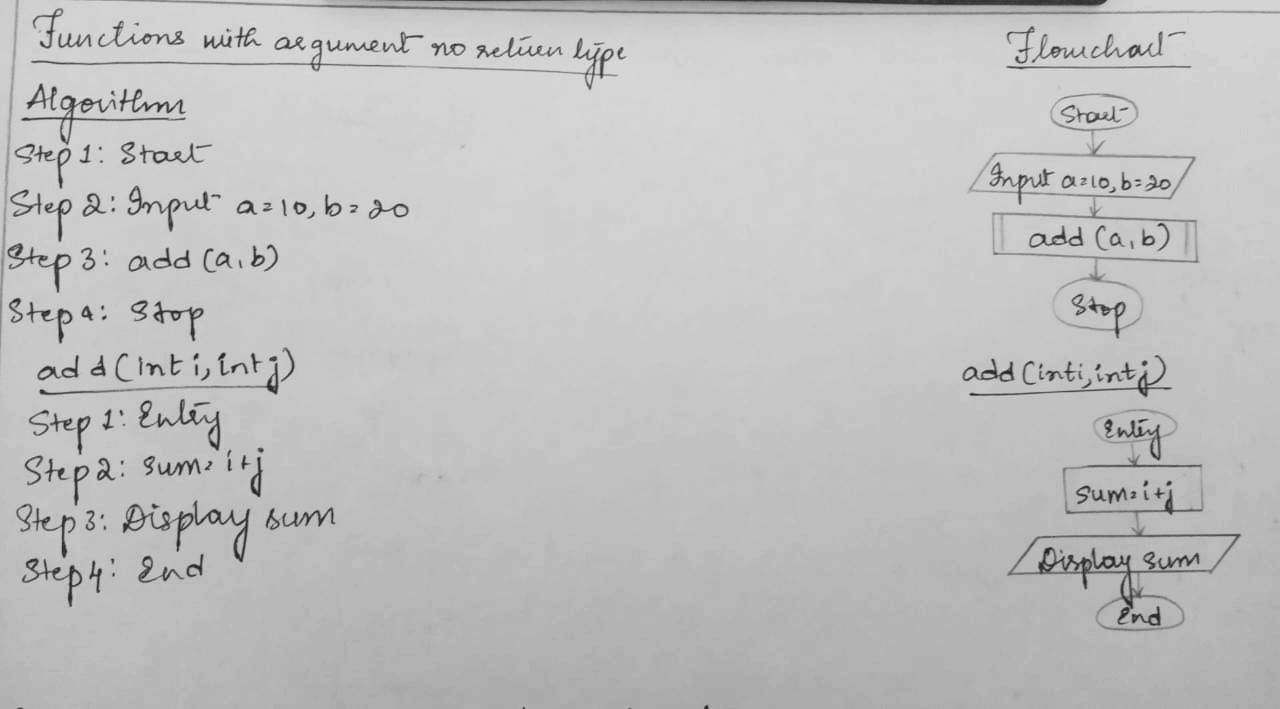 Functions with argument no return type
Algorithm
Step 1: Start
Step 2: Input a=10, b=20
Step 3: add (a, b)
Step 4: Stop
add (int i, int j)
Step 1: Entry
Step 2: sum= i+j
Step 3: Display sum
Step 4: End
Flowchart
Start
Input a=10, b=20
add (a, b)
Stop
add (int i, int j)
Entry
sum= i+j
Display sum
End